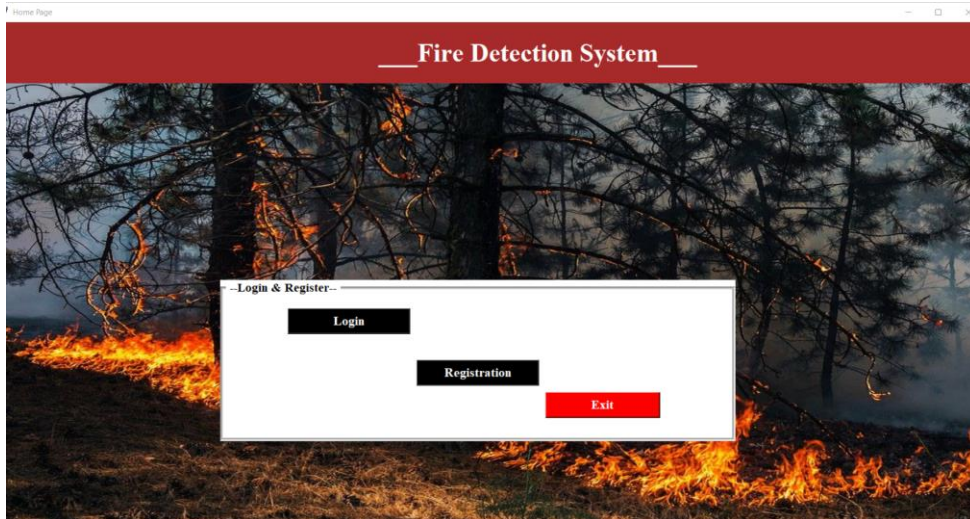 Home Page
___Fire Detection System___
--Login & Register--
Login
Registration
Exit